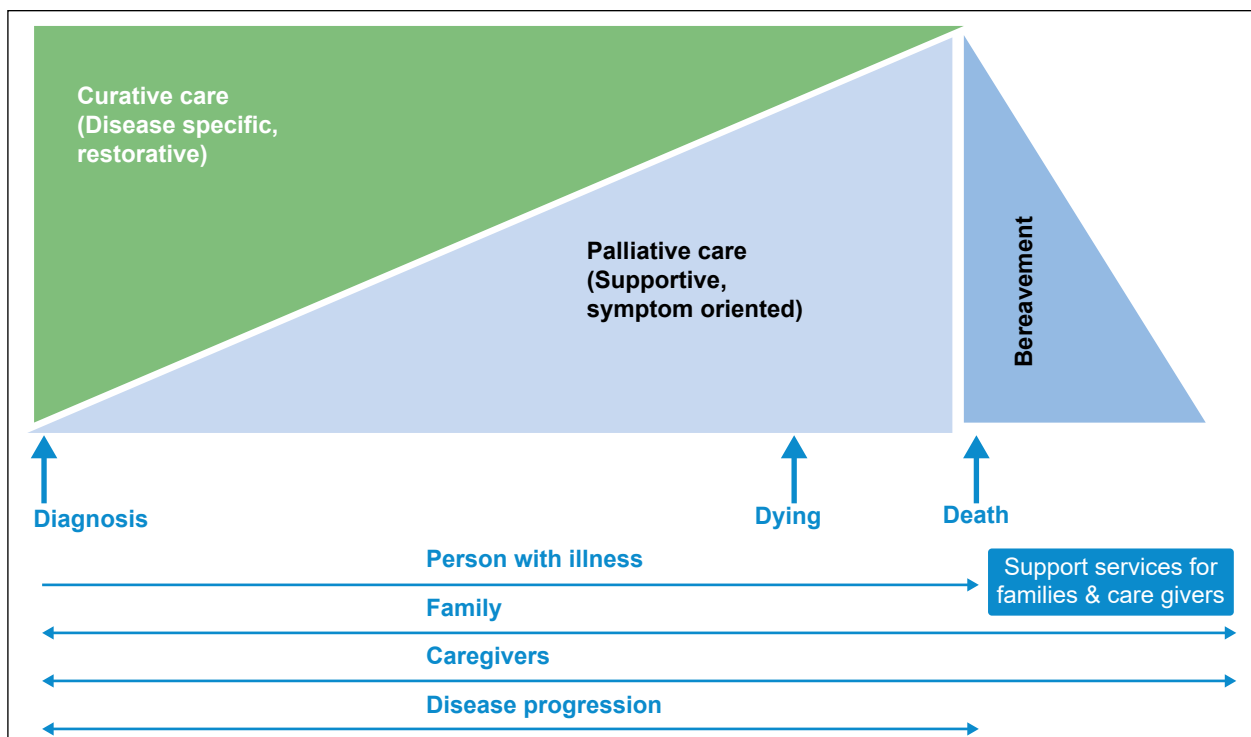 Curative care
(Disease specific,
restorative)
Palliative care
(Supportive,
symptom oriented)
Bereavement
Diagnosis
Dying
Death
Person with illness
Support services for
families & care givers
Family
Caregivers
Disease progression